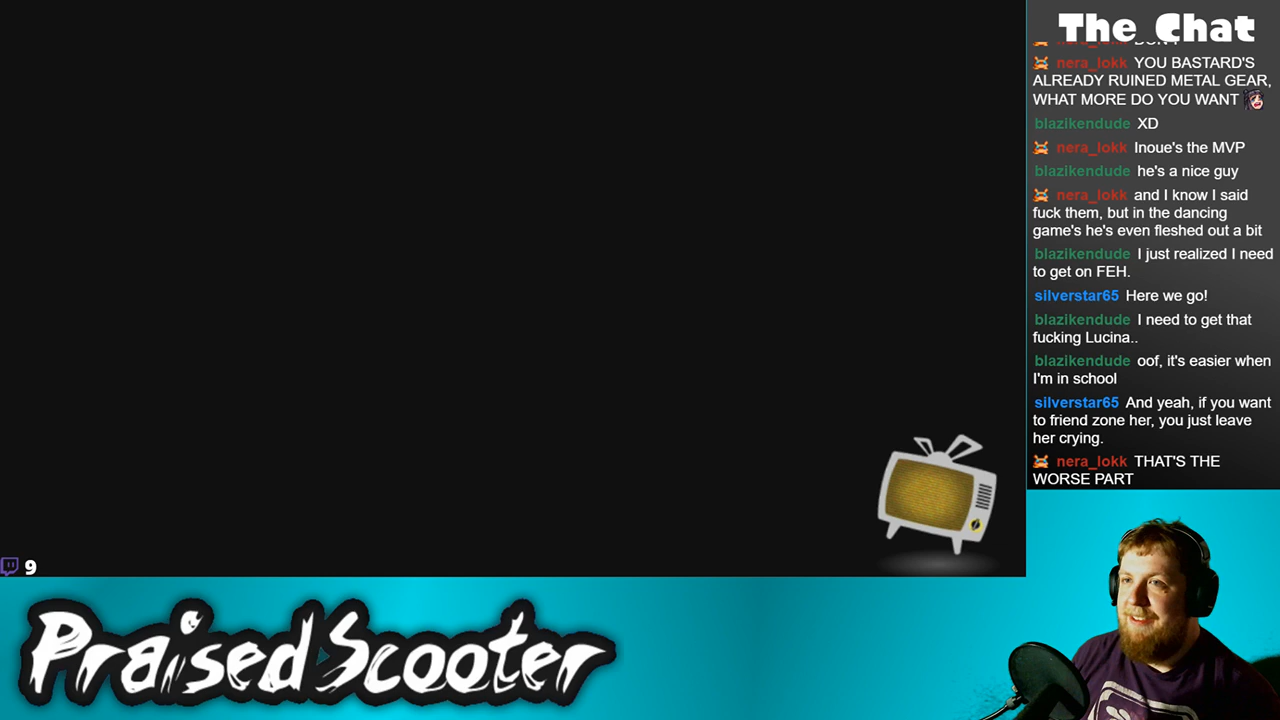 The Chat
nera_lokk YOU BASTARD'S
ALREADY RUINED METAL GEAR,
WHAT MORE DO YOU WANT
blazikendude XD
nera_lokk Inoue's the MVP
blazikendude he's a nice guy
nera_lokk and I know I said
fuck them, but in the dancing
game's he's even fleshed out a bit
blazikendude I just realized I need
to get on FEH.
silverstar65 Here we go!
blazikendude I need to get that
fucking Lucina..
blazikendude oof, it's easier when
I'm in school
silverstar65 And yeah, if you want
to friend zone her, you just leave
her crying.
nera_lokk THAT'S THE
WORSE PART
9
PraisedScooter